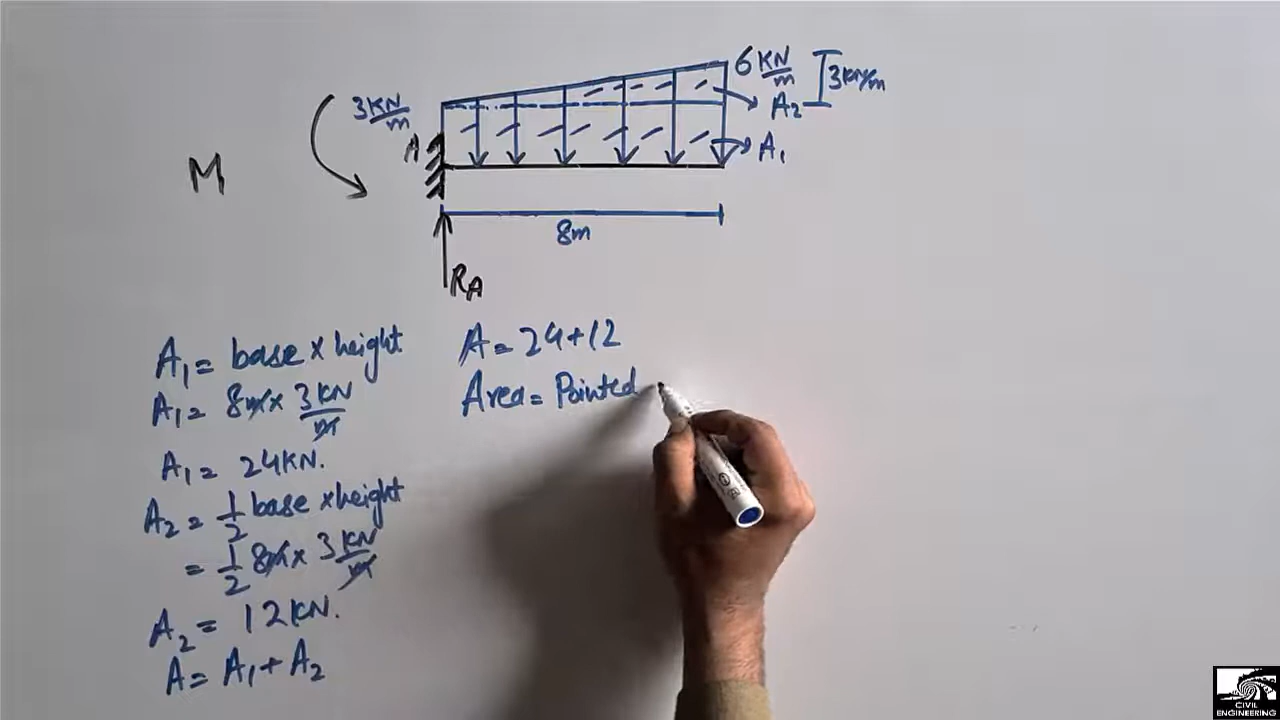 6 KN/m
3 KN/m
3 KN/m
A2
A
A1
M
8m
RA
A1 = base × height
A1 = 8m × 3 KN/m
A1 = 24 KN.
A2 = 1/2 base × height
= 1/2 8m × 3 KN/m
A2 = 12 KN.
A = A1 + A2
A = 24 + 12
Area = Pointed
CIVIL
ENGINEERING